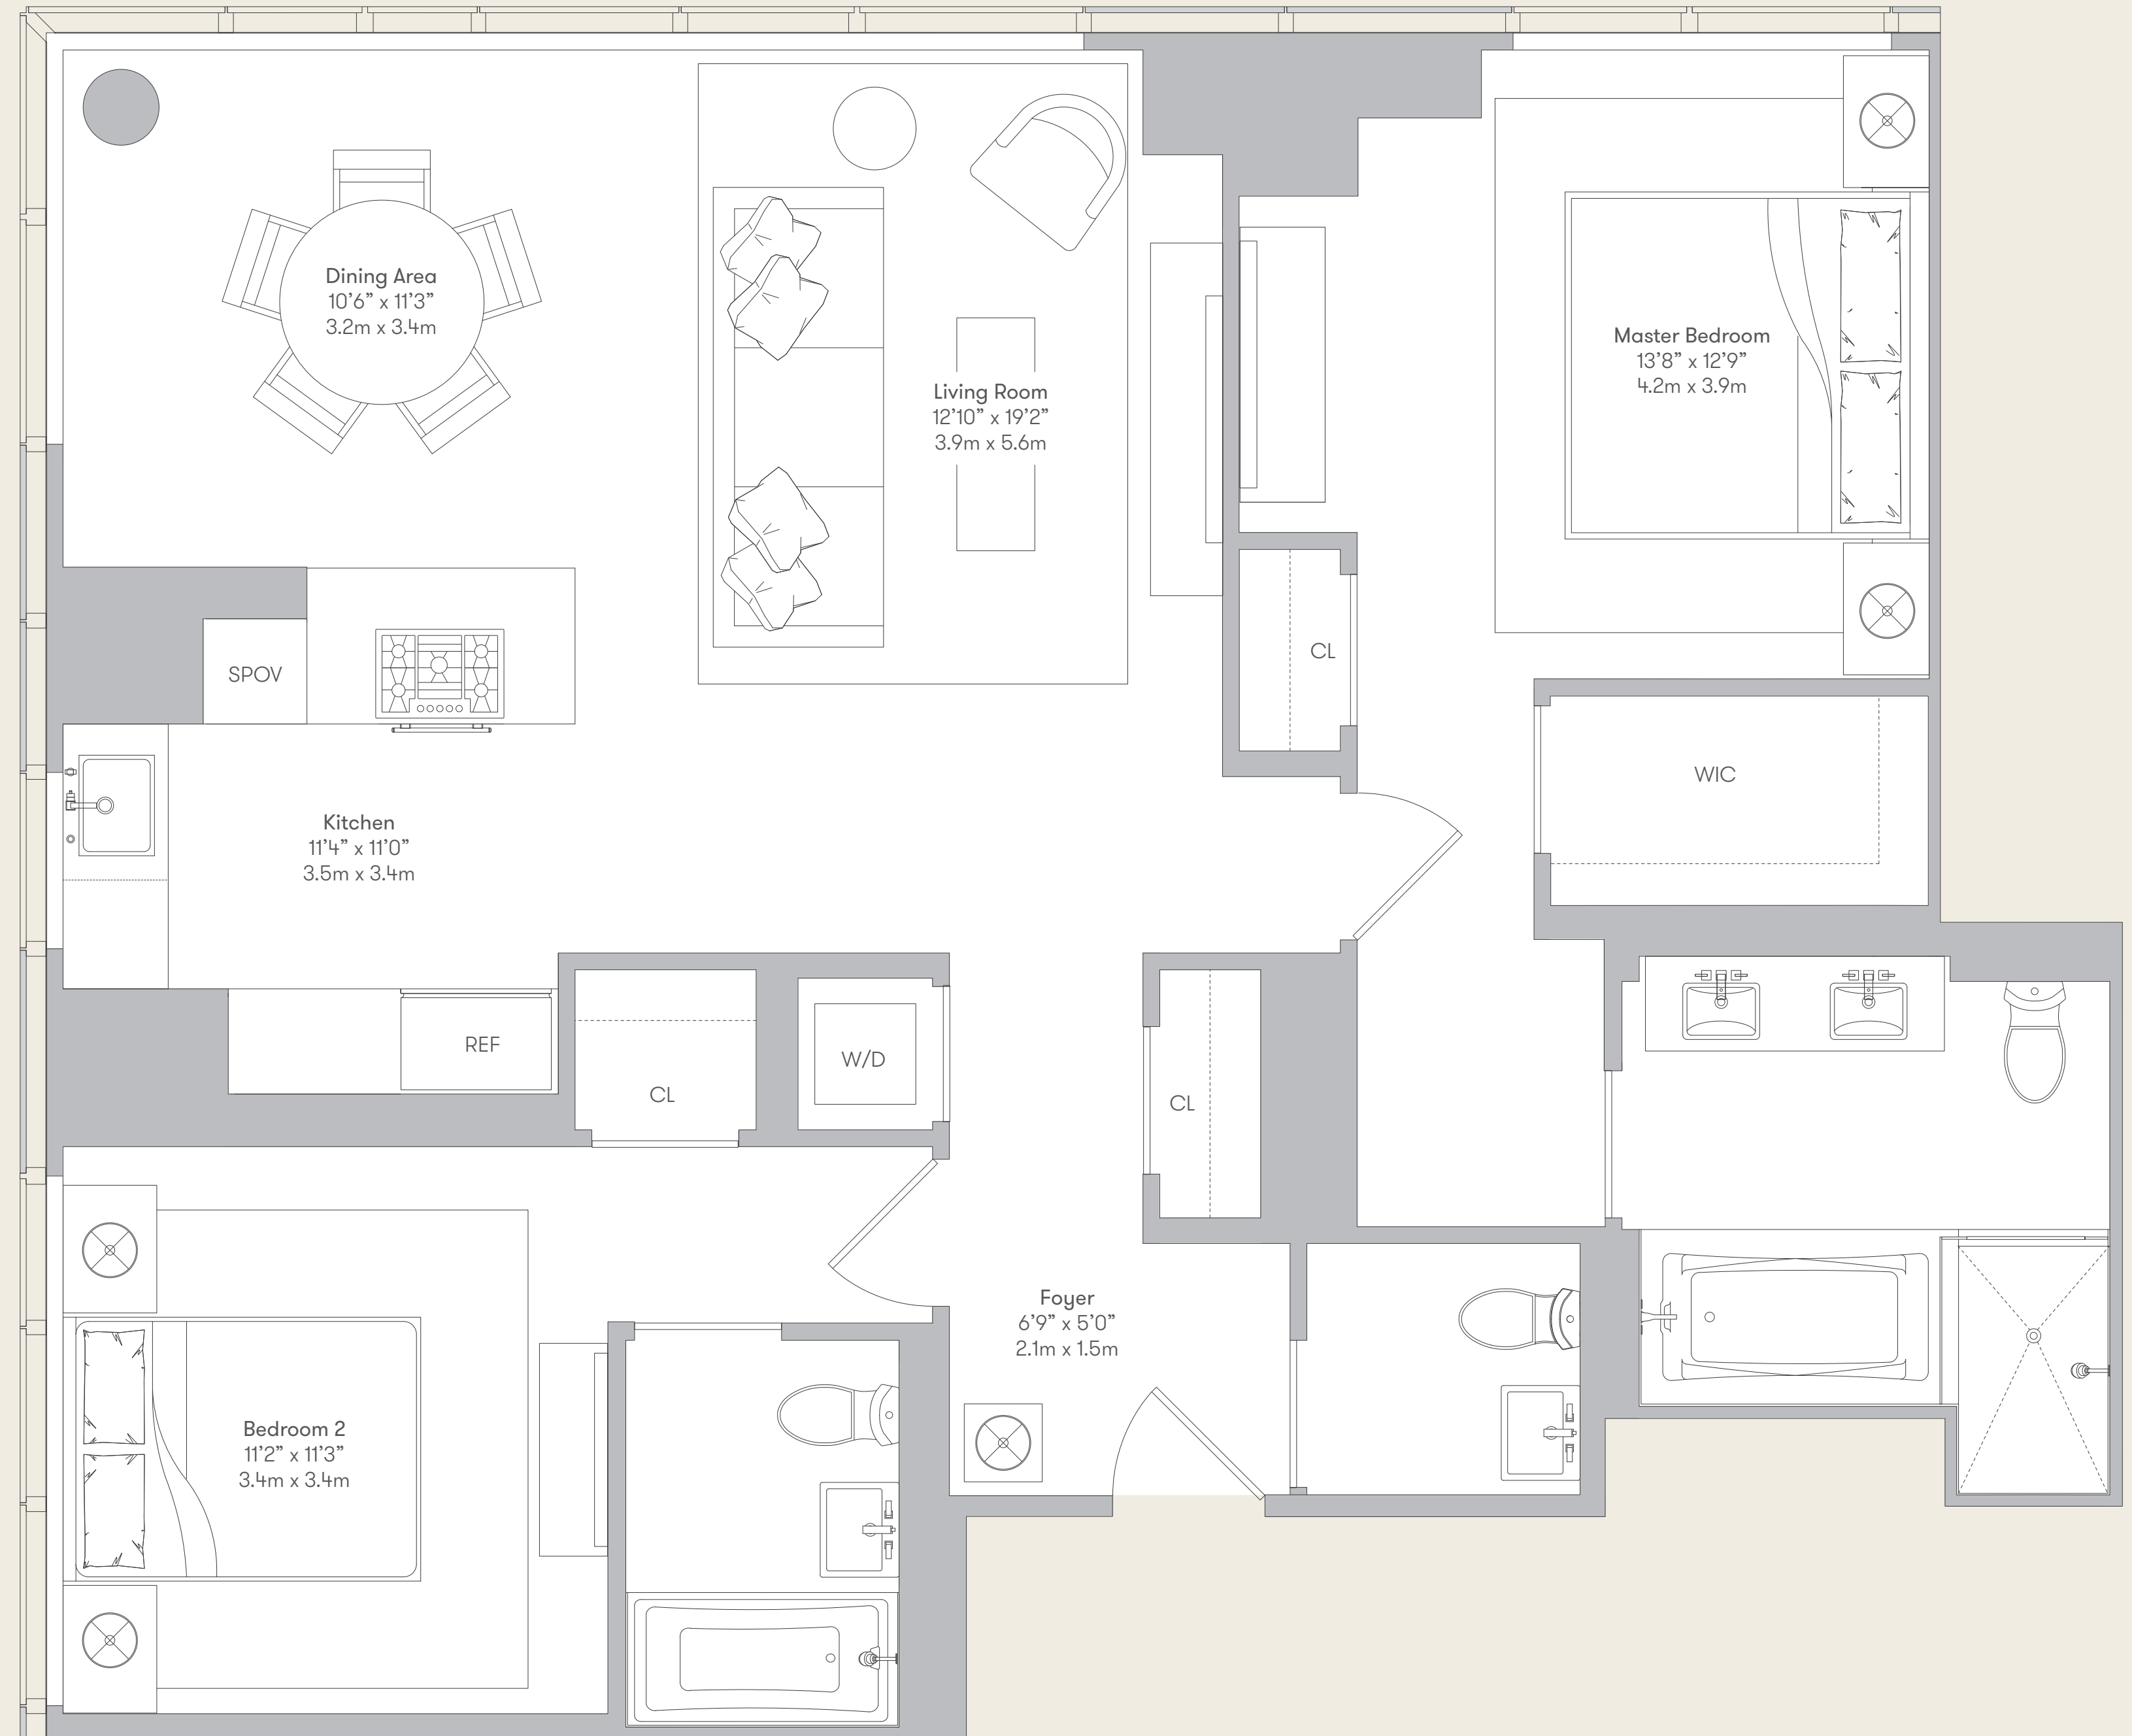 Dining Area
10’6” x 11’3”
3.2m x 3.4m
Living Room
12’10” x 19’2”
3.9m x 5.6m
Master Bedroom
13’8” x 12’9”
4.2m x 3.9m
SPOV
CL
WIC
Kitchen
11’4” x 11’0”
3.5m x 3.4m
REF
CL
W/D
CL
Foyer
6’9” x 5’0”
2.1m x 1.5m
Bedroom 2
11’2” x 11’3”
3.4m x 3.4m